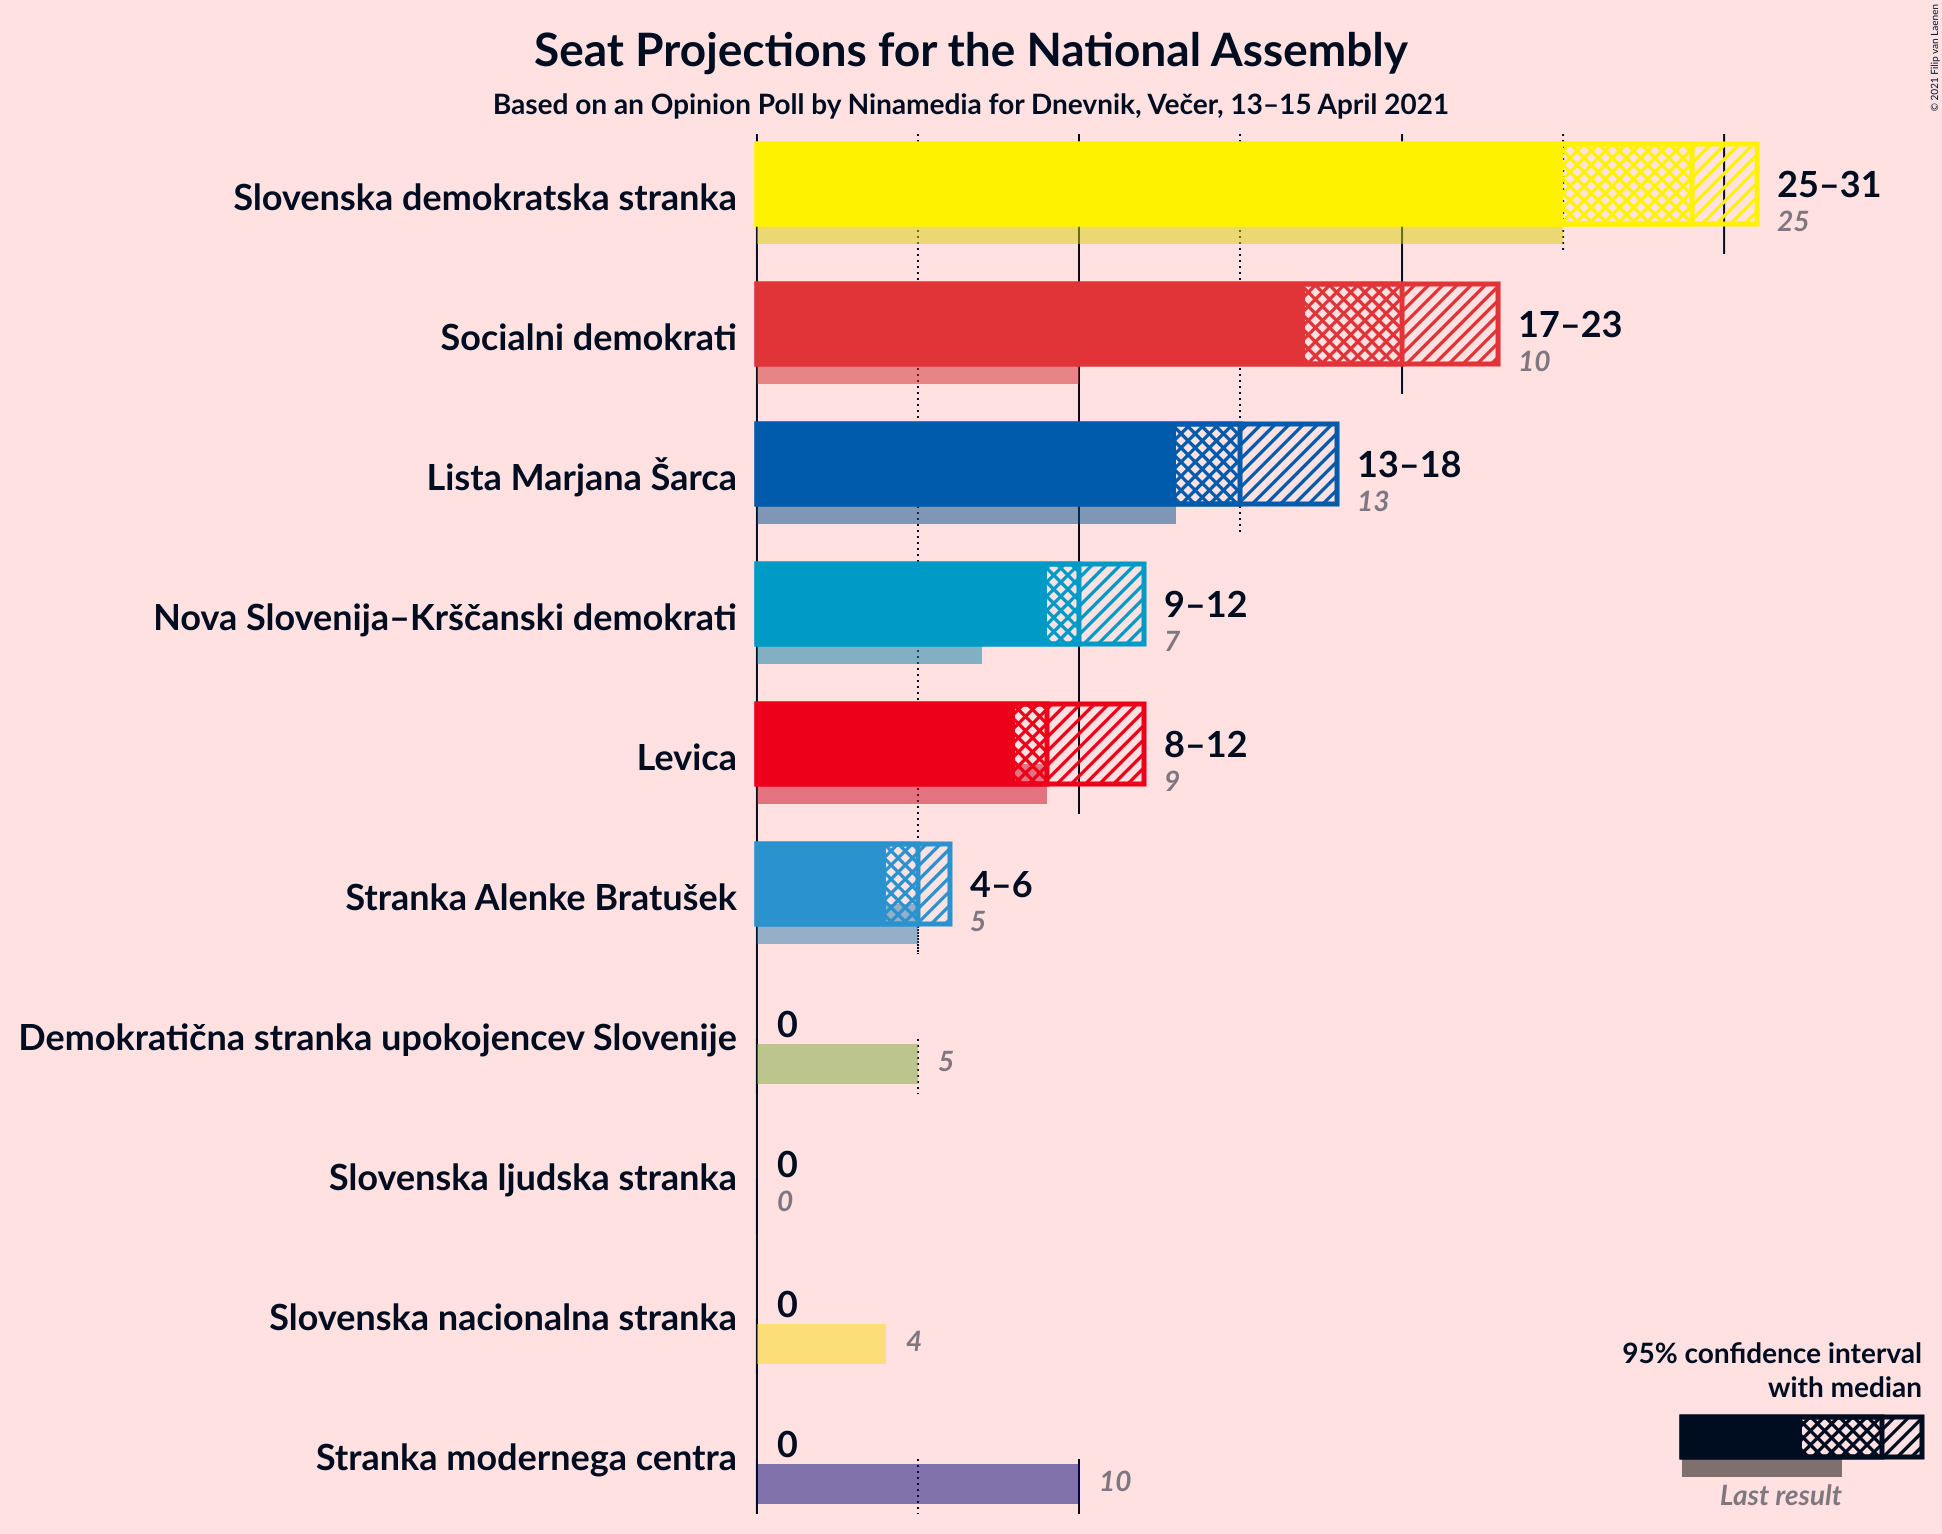 Seat Projections for the National Assembly
Based on an Opinion Poll by Ninamedia for Dnevnik, Večer, 13–15 April 2021
© 2021 Filip van Laenen
Slovenska demokratska stranka
25–31
25
Socialni demokrati
17–23
10
Lista Marjana Šarca
13–18
13
Nova Slovenija–Krščanski demokrati
9–12
7
Levica
8–12
9
Stranka Alenke Bratušek
4–6
5
Demokratična stranka upokojencev Slovenije
0
5
Slovenska ljudska stranka
0
0
Slovenska nacionalna stranka
0
4
Stranka modernega centra
0
10
95% confidence interval
with median
Last result